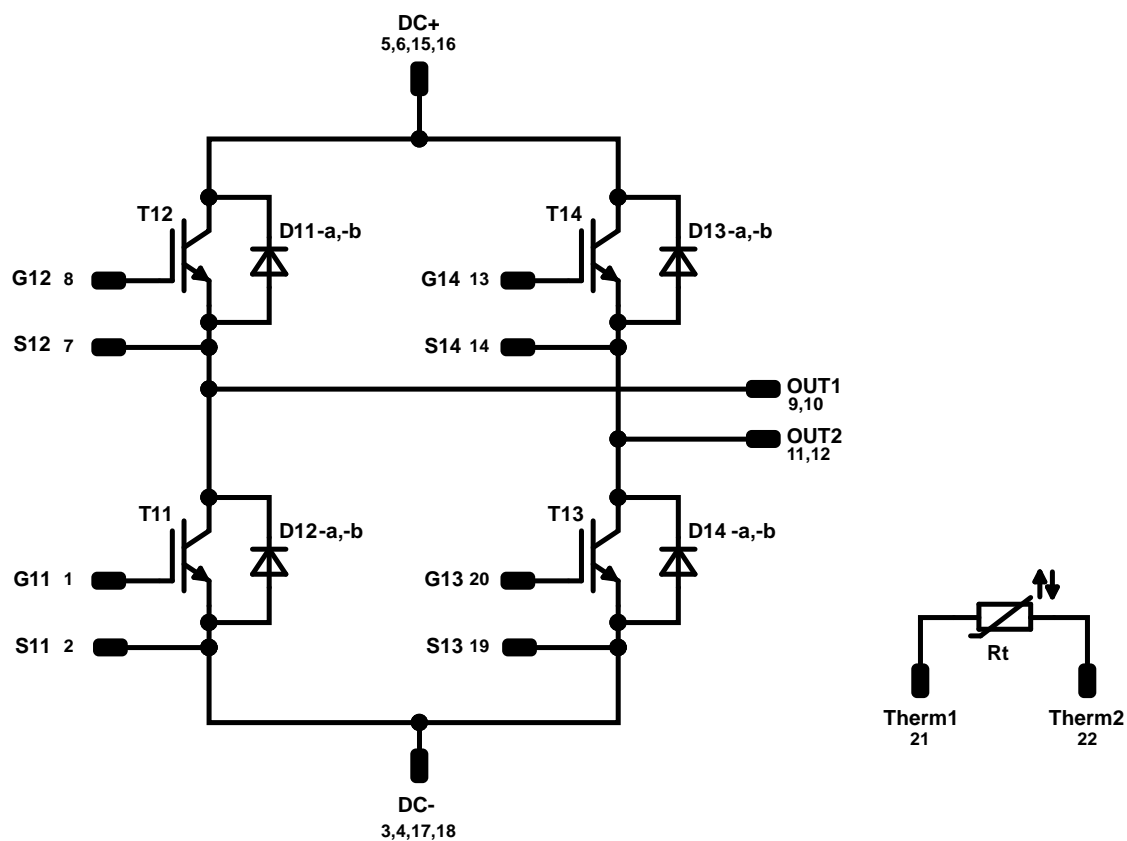 DC+
5,6,15,16
T12
T14
D11-a,-b
D13-a,-b
G12 8
G14 13
S12 7
S14 14
OUT1
9,10
OUT2
11,12
T11
T13
D12-a,-b
D14-a,-b
G11 1
G13 20
S11 2
S13 19
Rt
Therm1
21
Therm2
22
DC-
3,4,17,18